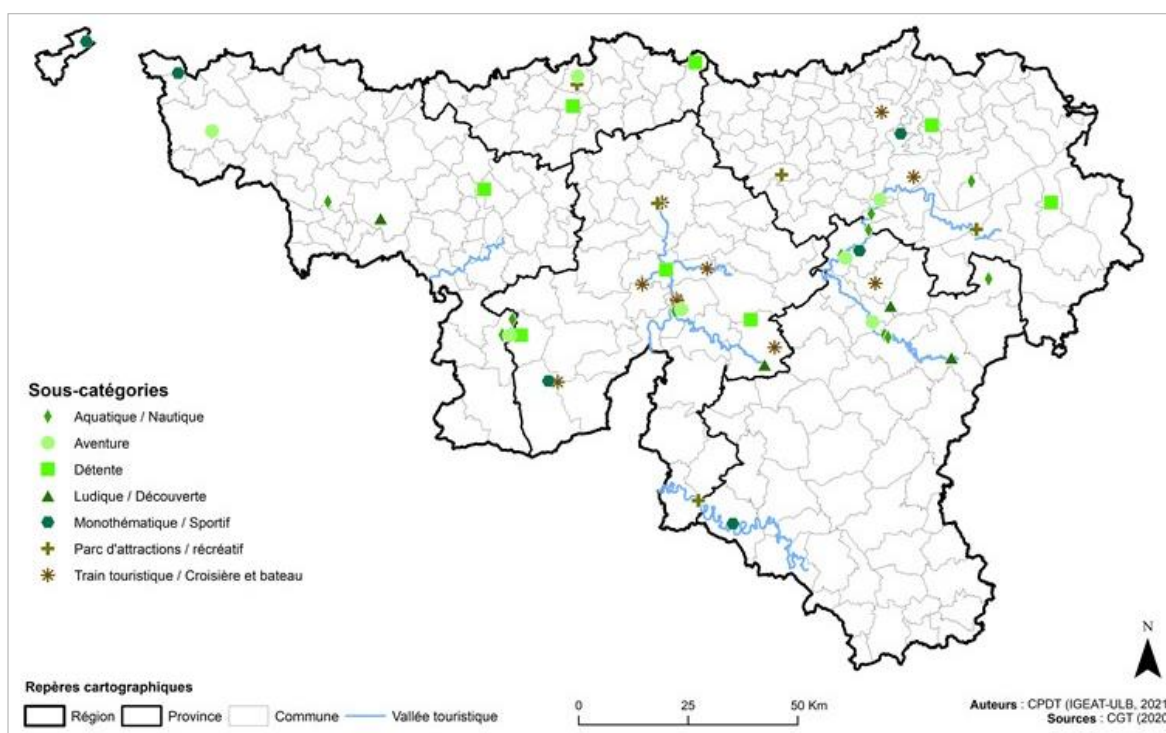 Sous-catégories
Aquatique / Nautique
Aventure
Détente
Ludique / Découverte
Monothématique / Sportif
Parc d'attractions / récréatif
Train touristique / Croisière et bateau
N
Repères cartographiques
Région Province Commune Vallée touristique
0 25 50 Km
Auteurs : CPDT (IGEAT-ULB, 2021
Sources : CGT (2020